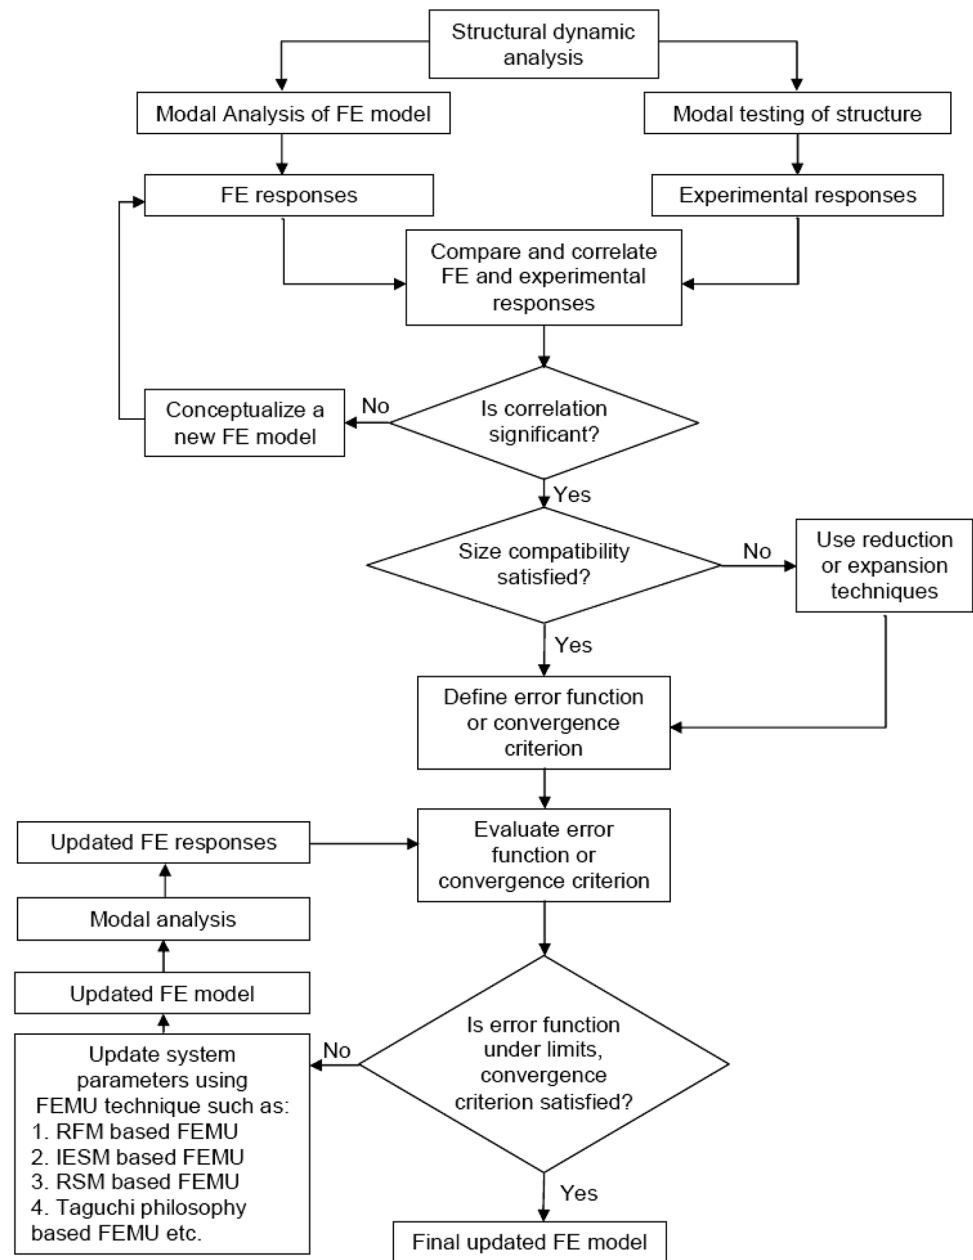 Structural dynamic
analysis
Modal Analysis of FE model
Modal testing of structure
FE responses
Experimental responses
Compare and correlate
FE and experimental
responses
Conceptualize a
new FE model
No
Is correlation
significant?
Yes
Size compatibility
satisfied?
No
Use reduction
or expansion
techniques
Yes
Define error function
or convergence
criterion
Updated FE responses
Evaluate error
function or
convergence criterion
Modal analysis
Updated FE model
Update system
parameters using
FEMU technique such as:
1. RFM based FEMU
2. IESM based FEMU
3. RSM based FEMU
4. Taguchi philosophy
based FEMU etc.
No
Is error function
under limits,
convergence
criterion satisfied?
Yes
Final updated FE model